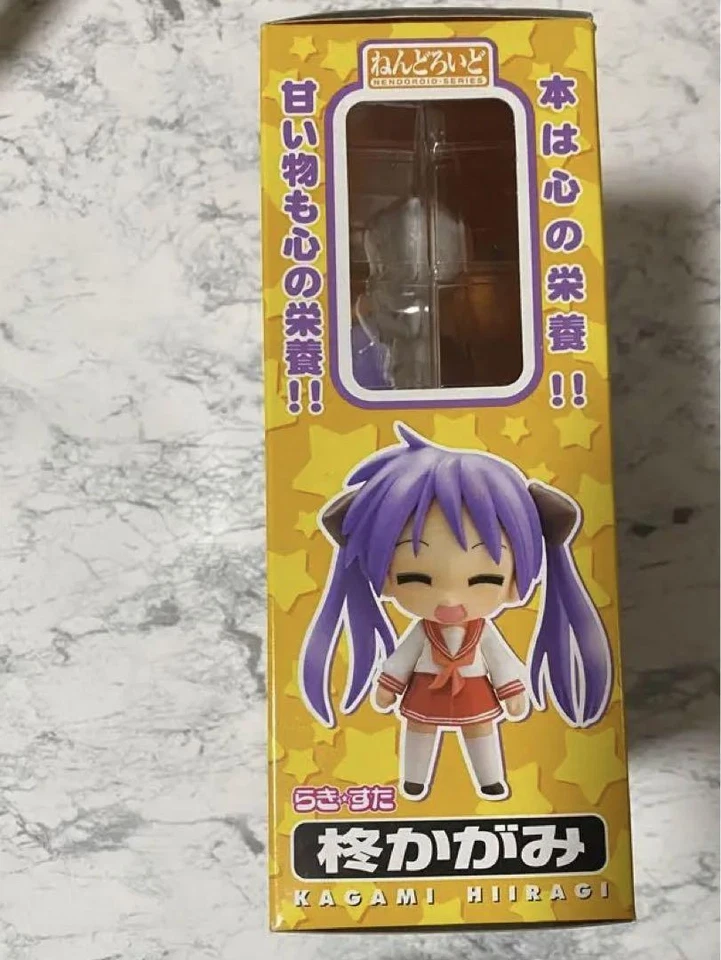 ねんどろいど
NENDOROID・SERIES
本は心の栄養!!
甘い物も心の栄養!!
らき☆すた
柊かがみ
KAGAMI HIIRAGI